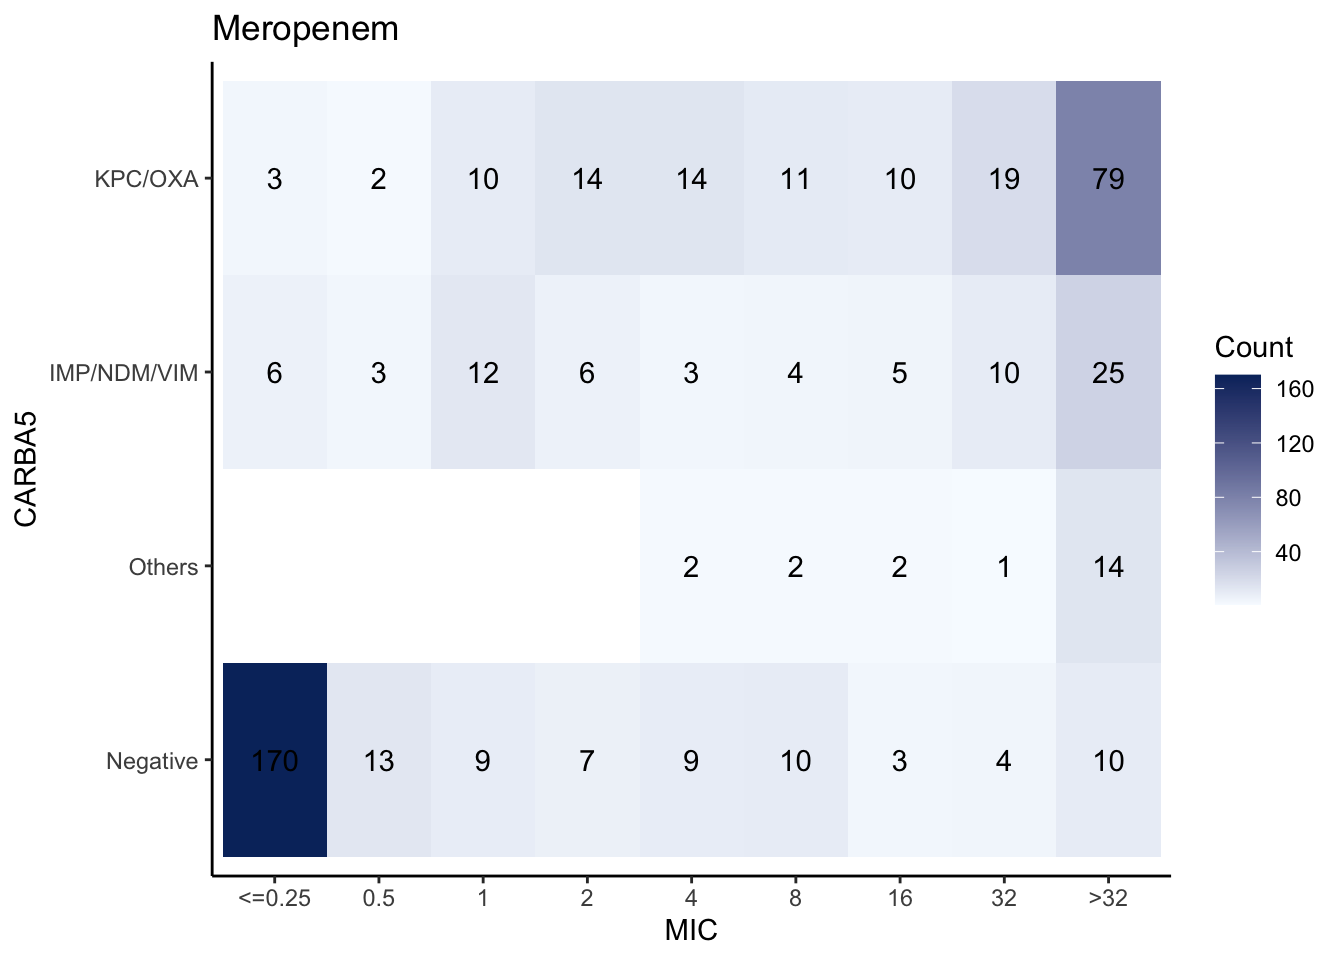 Meropenem
KPC/OXA 3 2 10 14 14 11 10 19 79
IMP/NDM/VIM 6 3 12 6 3 4 5 10 25
Others 2 2 2 1 14
Negative 170 13 9 7 9 10 3 4 10
<=0.25 0.5 1 2 4 8 16 32 >32
MIC
CARBA5
Count
160
120
80
40